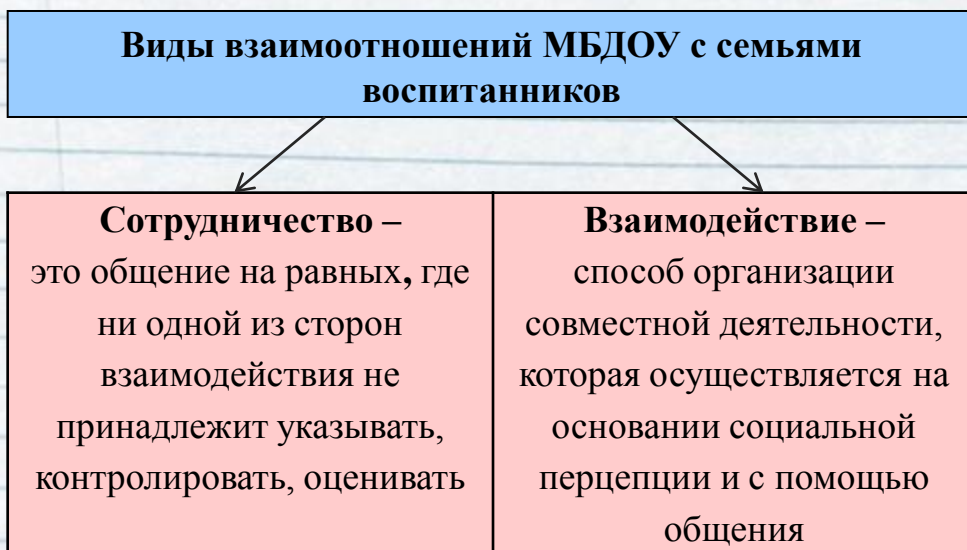 Виды взаимоотношений МБДОУ с семьями
воспитанников
Сотрудничество –
это общение на равных, где
ни одной из сторон
взаимодействия не
принадлежит указывать,
контролировать, оценивать
Взаимодействие –
способ организации
совместной деятельности,
которая осуществляется на
основании социальной
перцепции и с помощью
общения